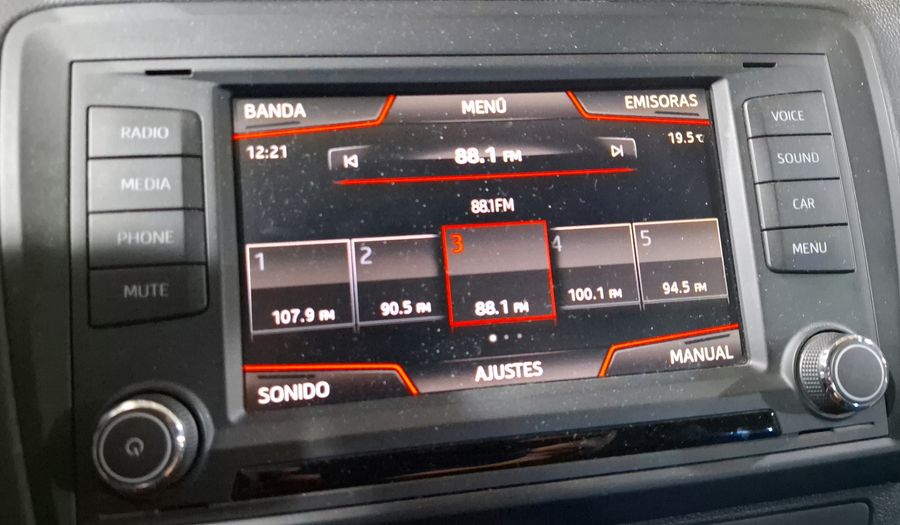 BANDA MENÚ EMISORAS
12:21 88.1 FM 19.5°C
88.1 FM
1 2 3 4 5
107.9 FM 90.5 FM 88.1 FM 100.1 FM 94.5 FM
SONIDO AJUSTES MANUAL
RADIO
MEDIA
PHONE
MUTE
VOICE
SOUND
CAR
MENU